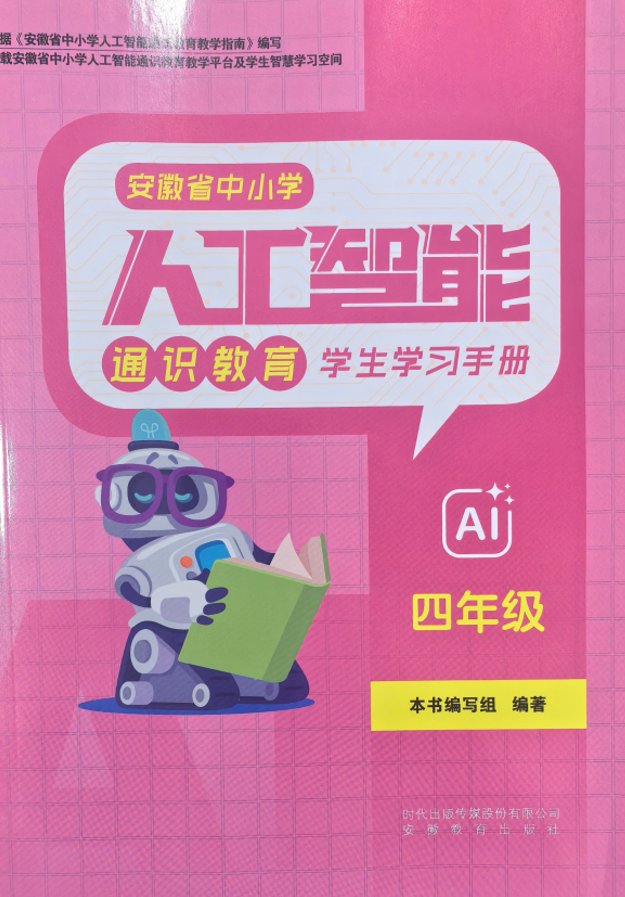 据《安徽省中小学人工智能通识教育教学指南》编写
载安徽省中小学人工智能通识教育教学平台及学生智慧学习空间
安徽省中小学
人工智能
通识教育 学生学习手册
AI
四年级
本书编写组 编著
时代出版传媒股份有限公司
安徽教育出版社